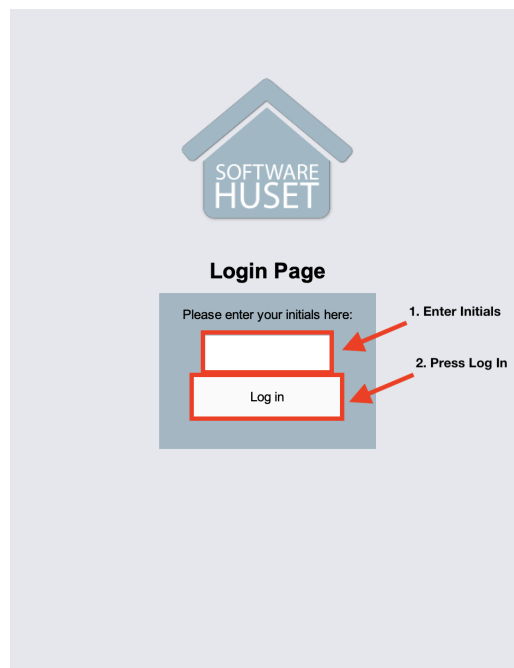 SOFTWARE
HUSET
Login Page
Please enter your initials here:
1. Enter Initials
2. Press Log In
Log in